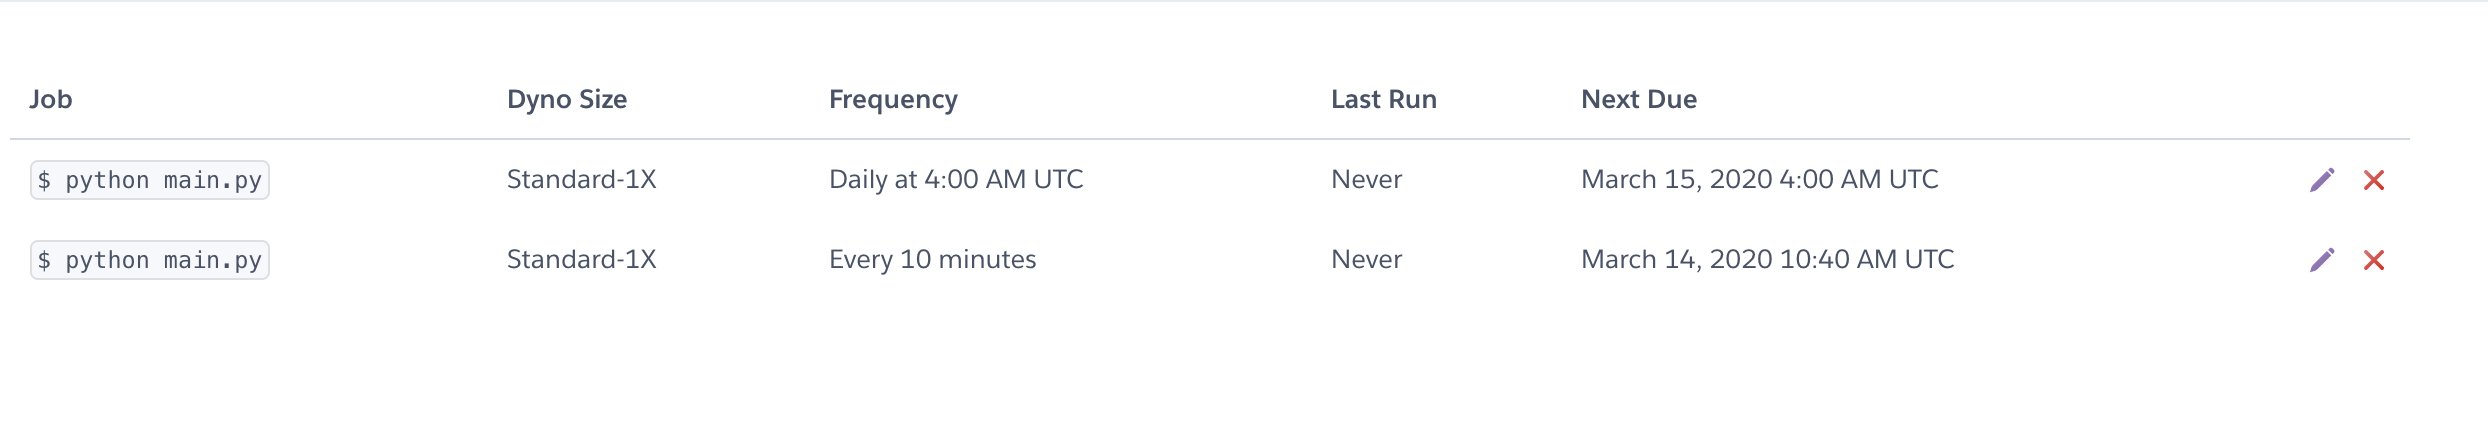 Job Dyno Size Frequency Last Run Next Due
$ python main.py Standard-1X Daily at 4:00 AM UTC Never March 15, 2020 4:00 AM UTC
$ python main.py Standard-1X Every 10 minutes Never March 14, 2020 10:40 AM UTC